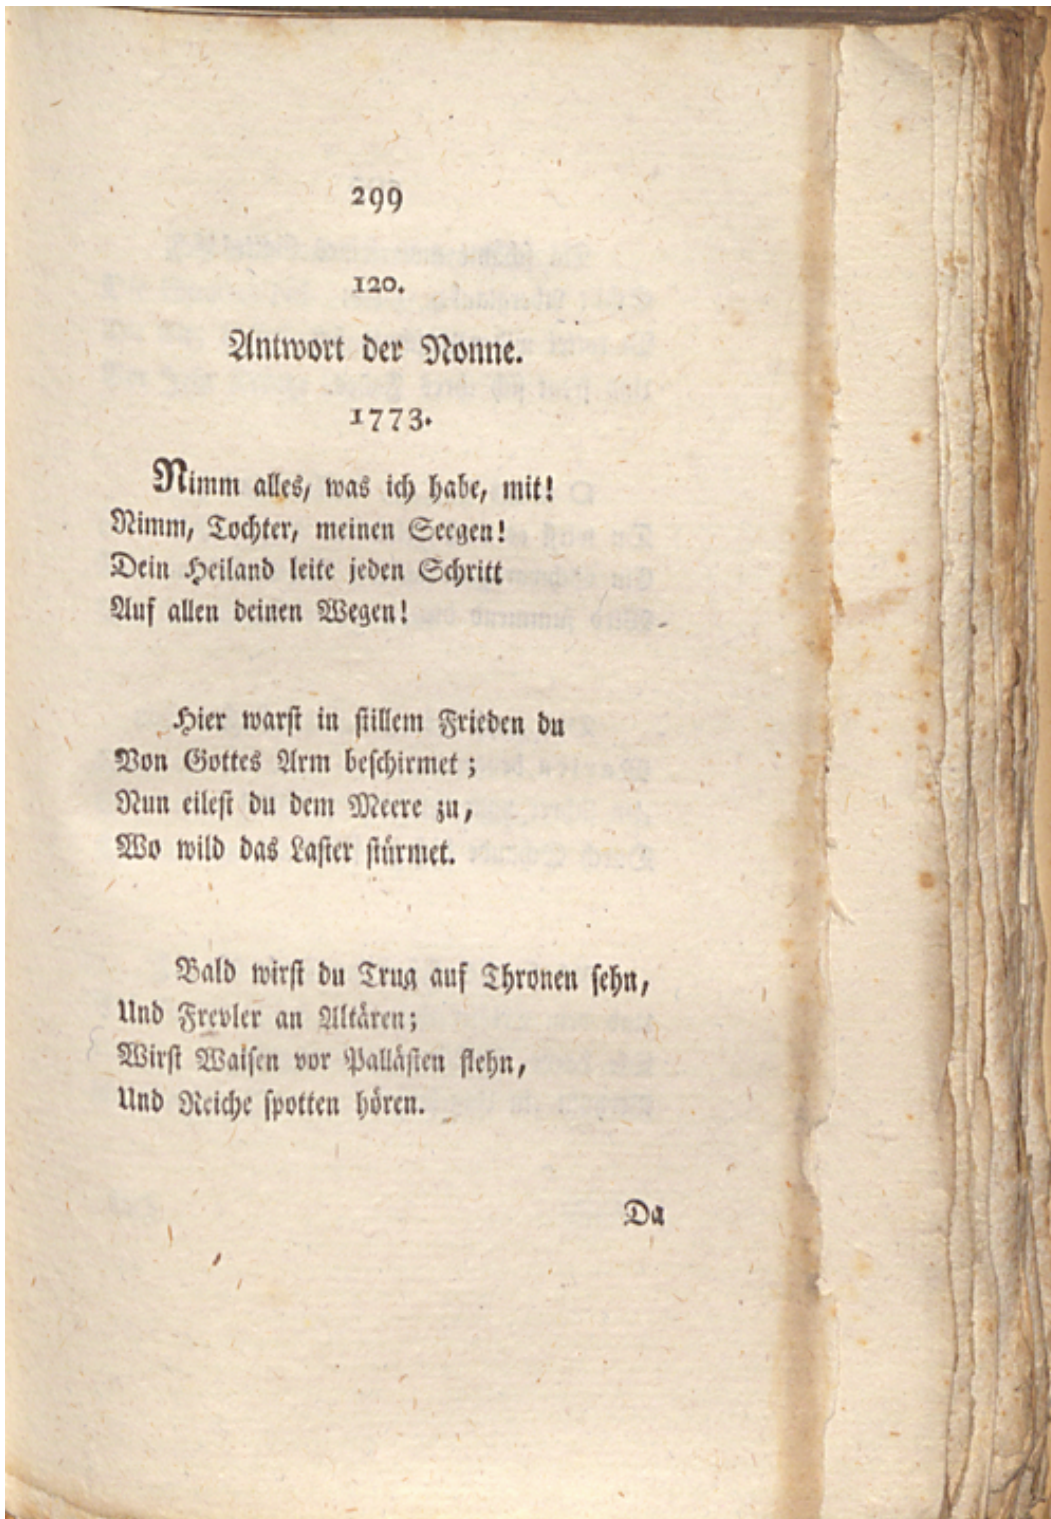 299
120.
Antwort der Nonne.
1773.
Nimm alles, was ich habe, mit!
Nimm, Tochter, meinen Seegen!
Dein Heiland leite jeden Schritt
Auf allen deinen Wegen!
Hier warst in stillem Frieden du
Von Gottes Arm beschirmet;
Nun eilest du dem Meere zu,
Wo wild das Laster stürmet.
Bald wirst du Trug auf Thronen sehn,
Und Frevler an Altären;
Wirst Waisen vor Pallästen flehn,
Und Reiche spotten hören.
Da